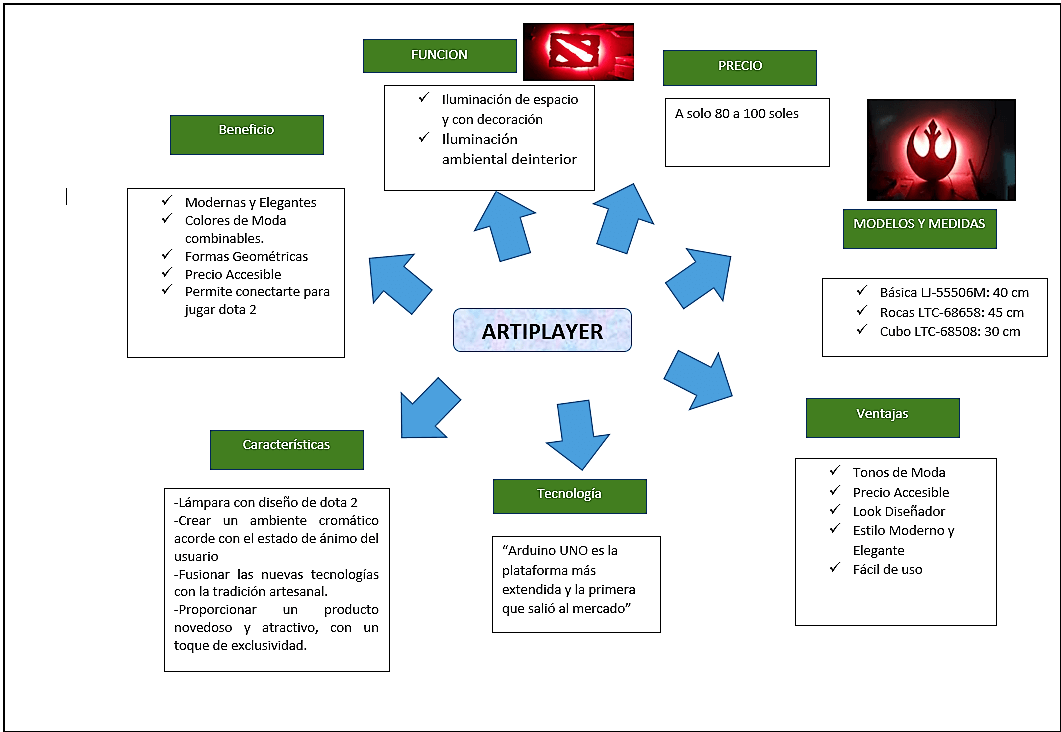 FUNCION
Iluminación de espacio
y con decoración
Iluminación
ambiental deinterior
PRECIO
A solo 80 a 100 soles
Beneficio
Modernas y Elegantes
Colores de Moda
combinables.
Formas Geométricas
Precio Accesible
Permite conectarte para
jugar dota 2
MODELOS Y MEDIDAS
Básica LJ-55506M: 40 cm
Rocas LTC-68658: 45 cm
Cubo LTC-68508: 30 cm
ARTIPLAYER
Características
-Lámpara con diseño de dota 2
-Crear un ambiente cromático
acorde con el estado de ánimo del
usuario
-Fusionar las nuevas tecnologías
con la tradición artesanal.
-Proporcionar un producto
novedoso y atractivo, con un
toque de exclusividad.
Tecnología
“Arduino UNO es la
plataforma más
extendida y la primera
que salió al mercado”
Ventajas
Tonos de Moda
Precio Accesible
Look Diseñador
Estilo Moderno y
Elegante
Fácil de uso